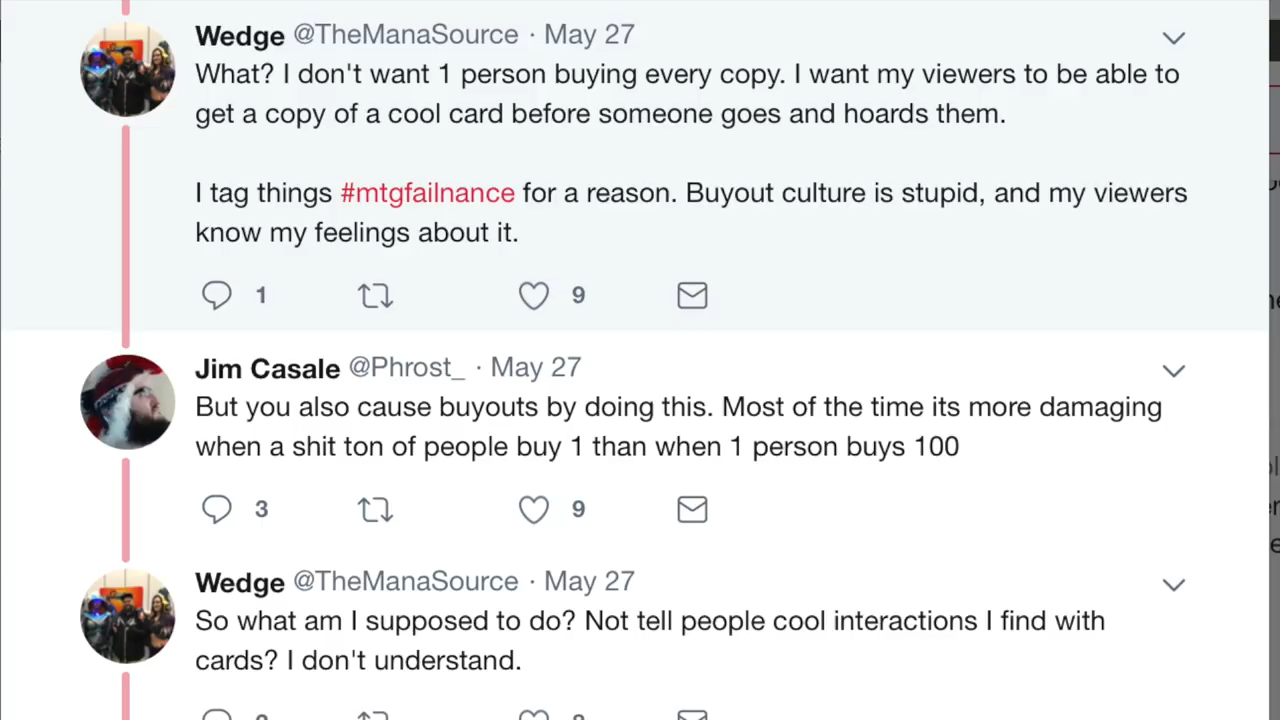 Wedge @TheManaSource · May 27
What? I don't want 1 person buying every copy. I want my viewers to be able to
get a copy of a cool card before someone goes and hoards them.
I tag things #mtgfailnance for a reason. Buyout culture is stupid, and my viewers
know my feelings about it.
1 9
Jim Casale @Phrost_ · May 27
But you also cause buyouts by doing this. Most of the time its more damaging
when a shit ton of people buy 1 than when 1 person buys 100
3 9
Wedge @TheManaSource · May 27
So what am I supposed to do? Not tell people cool interactions I find with
cards? I don't understand.